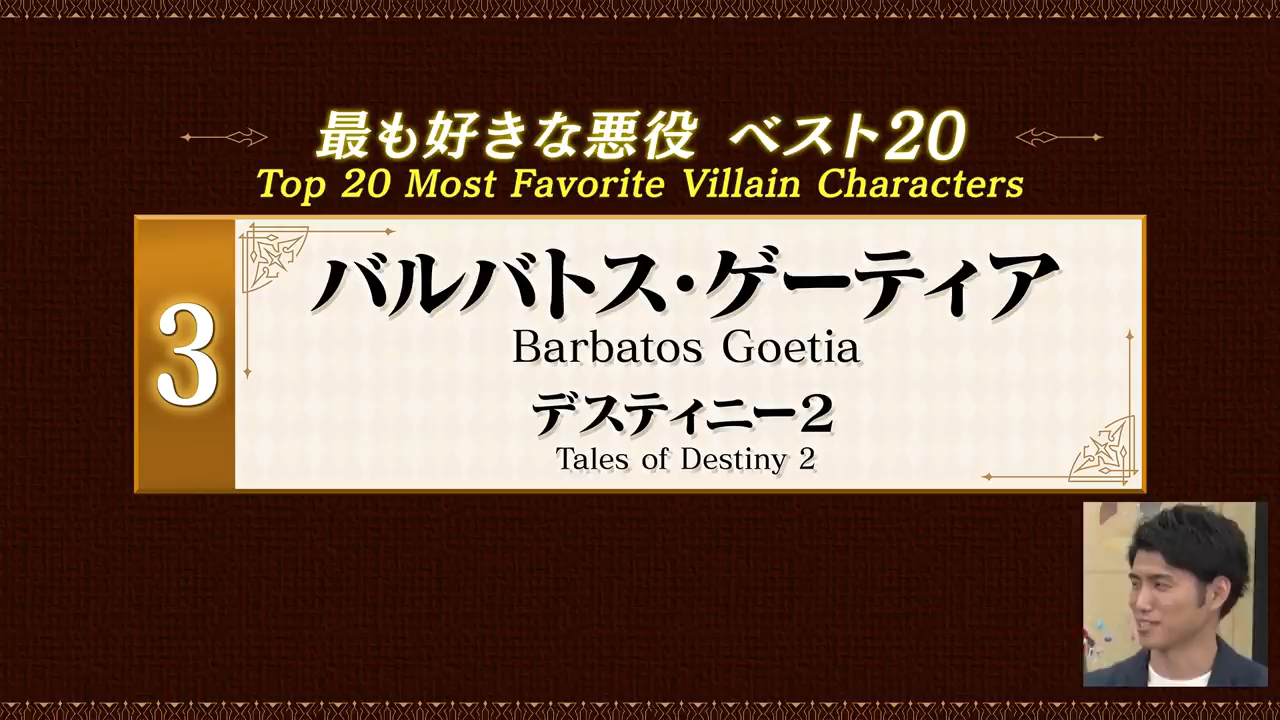 最も好きな悪役 ベスト20
Top 20 Most Favorite Villain Characters
3
バルバトス・ゲーティア
Barbatos Goetia
デスティニー2
Tales of Destiny 2